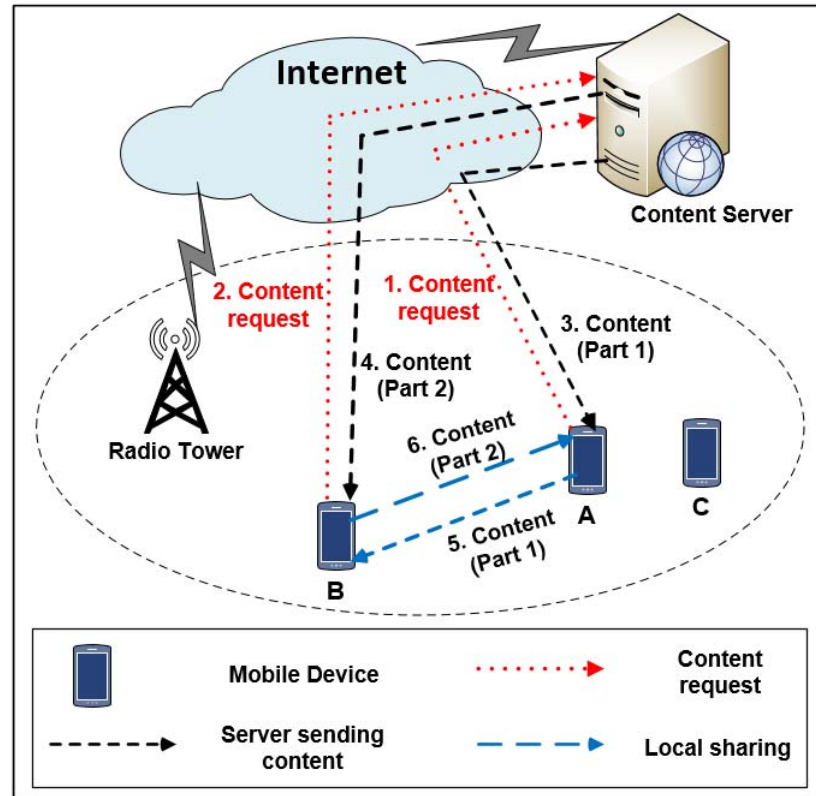 Internet
Content Server
2. Content
request
1. Content
request
3. Content
(Part 1)
4. Content
(Part 2)
Radio Tower
6. Content
(Part 2)
5. Content
(Part 1)
A
C
B
Mobile Device
Content
request
Server sending
content
Local sharing